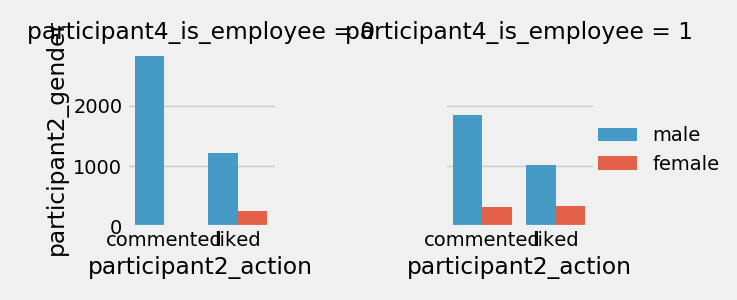 participant4_is_employee = 0
participant4_is_employee = 1
participant2_gender
2000
1000
0
commented
liked
commented
liked
participant2_action
participant2_action
male
female